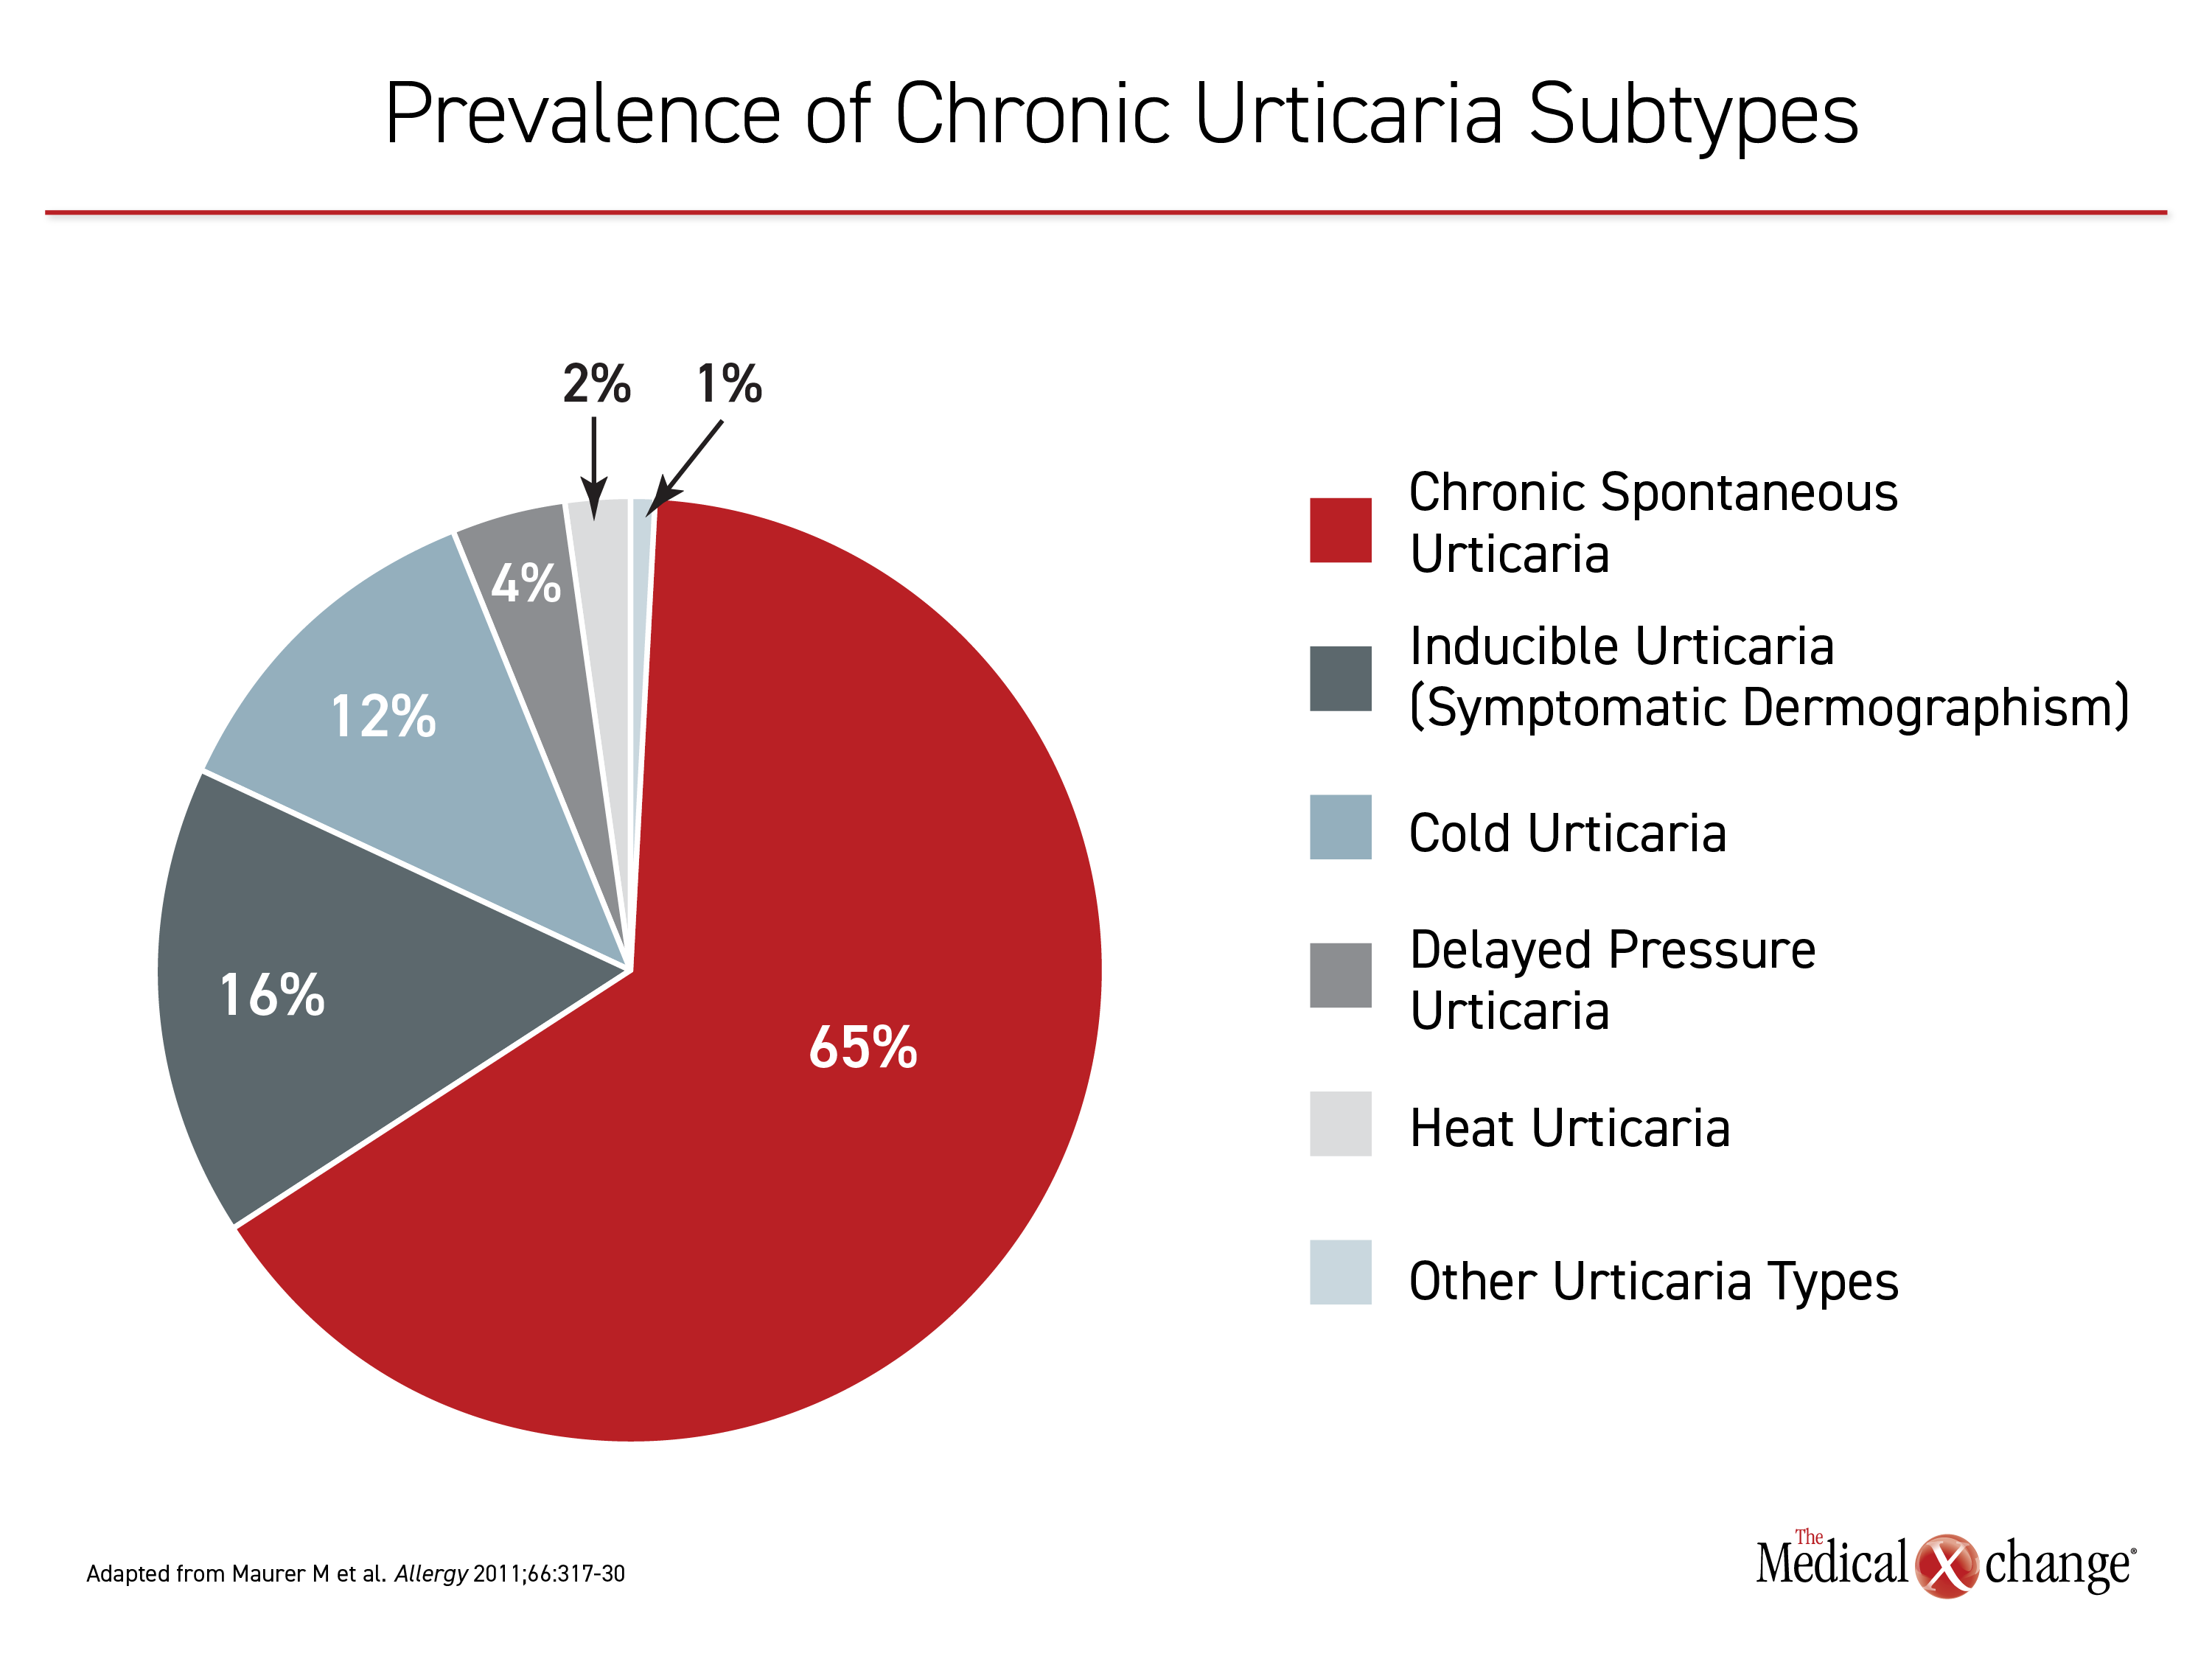 Prevalence of Chronic Urticaria Subtypes
2%
1%
4%
12%
16%
65%
Chronic Spontaneous
Urticaria
Inducible Urticaria
(Symptomatic Dermographism)
Cold Urticaria
Delayed Pressure
Urticaria
Heat Urticaria
Other Urticaria Types
Adapted from Maurer M et al. Allergy 2011;66:317-30
The
Medical X change®